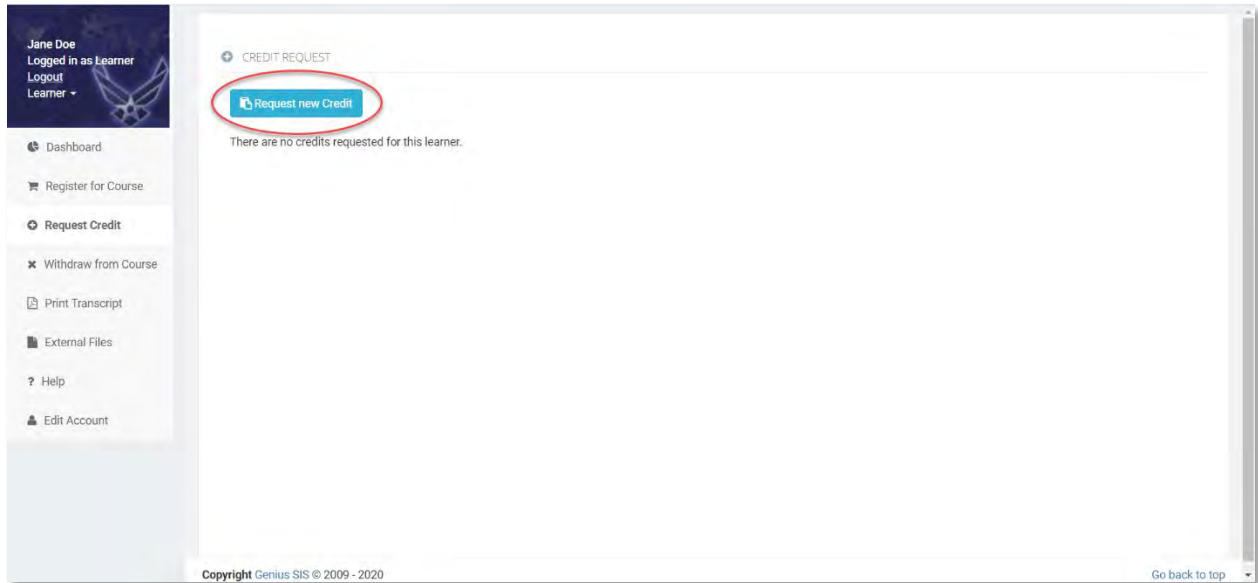 Jane Doe
Logged in as Learner
Logout
Learner
Dashboard
Register for Course
Request Credit
Withdraw from Course
Print Transcript
External Files
? Help
Edit Account
CREDIT REQUEST
Request new Credit
There are no credits requested for this learner.
Copyright Genius SIS © 2009 - 2020
Go back to top